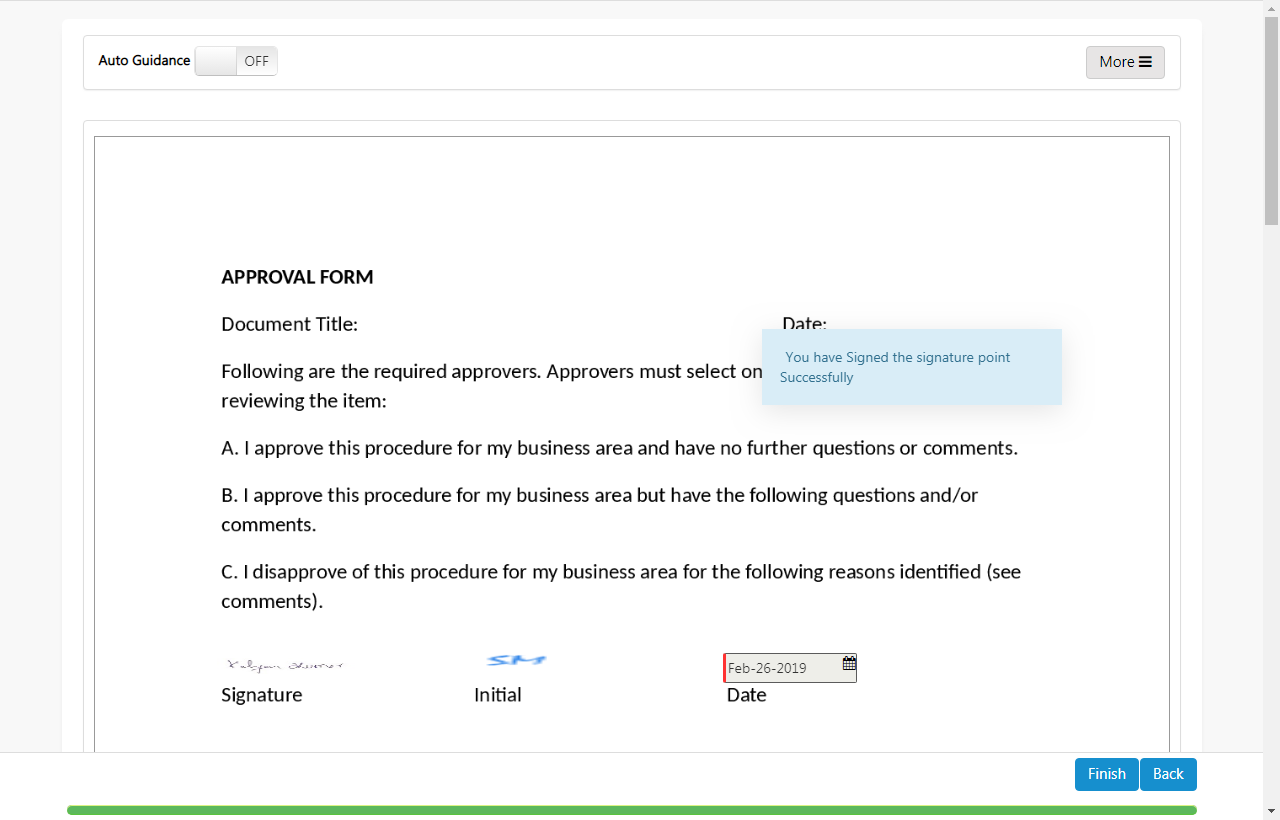 Auto Guidance OFF More
APPROVAL FORM
Document Title: Date:
You have Signed the signature point
Successfully
Following are the required approvers. Approvers must select on
reviewing the item:
A. I approve this procedure for my business area and have no further questions or comments.
B. I approve this procedure for my business area but have the following questions and/or
comments.
C. I disapprove of this procedure for my business area for the following reasons identified (see
comments).
SM Feb-26-2019
Signature Initial Date
Finish Back